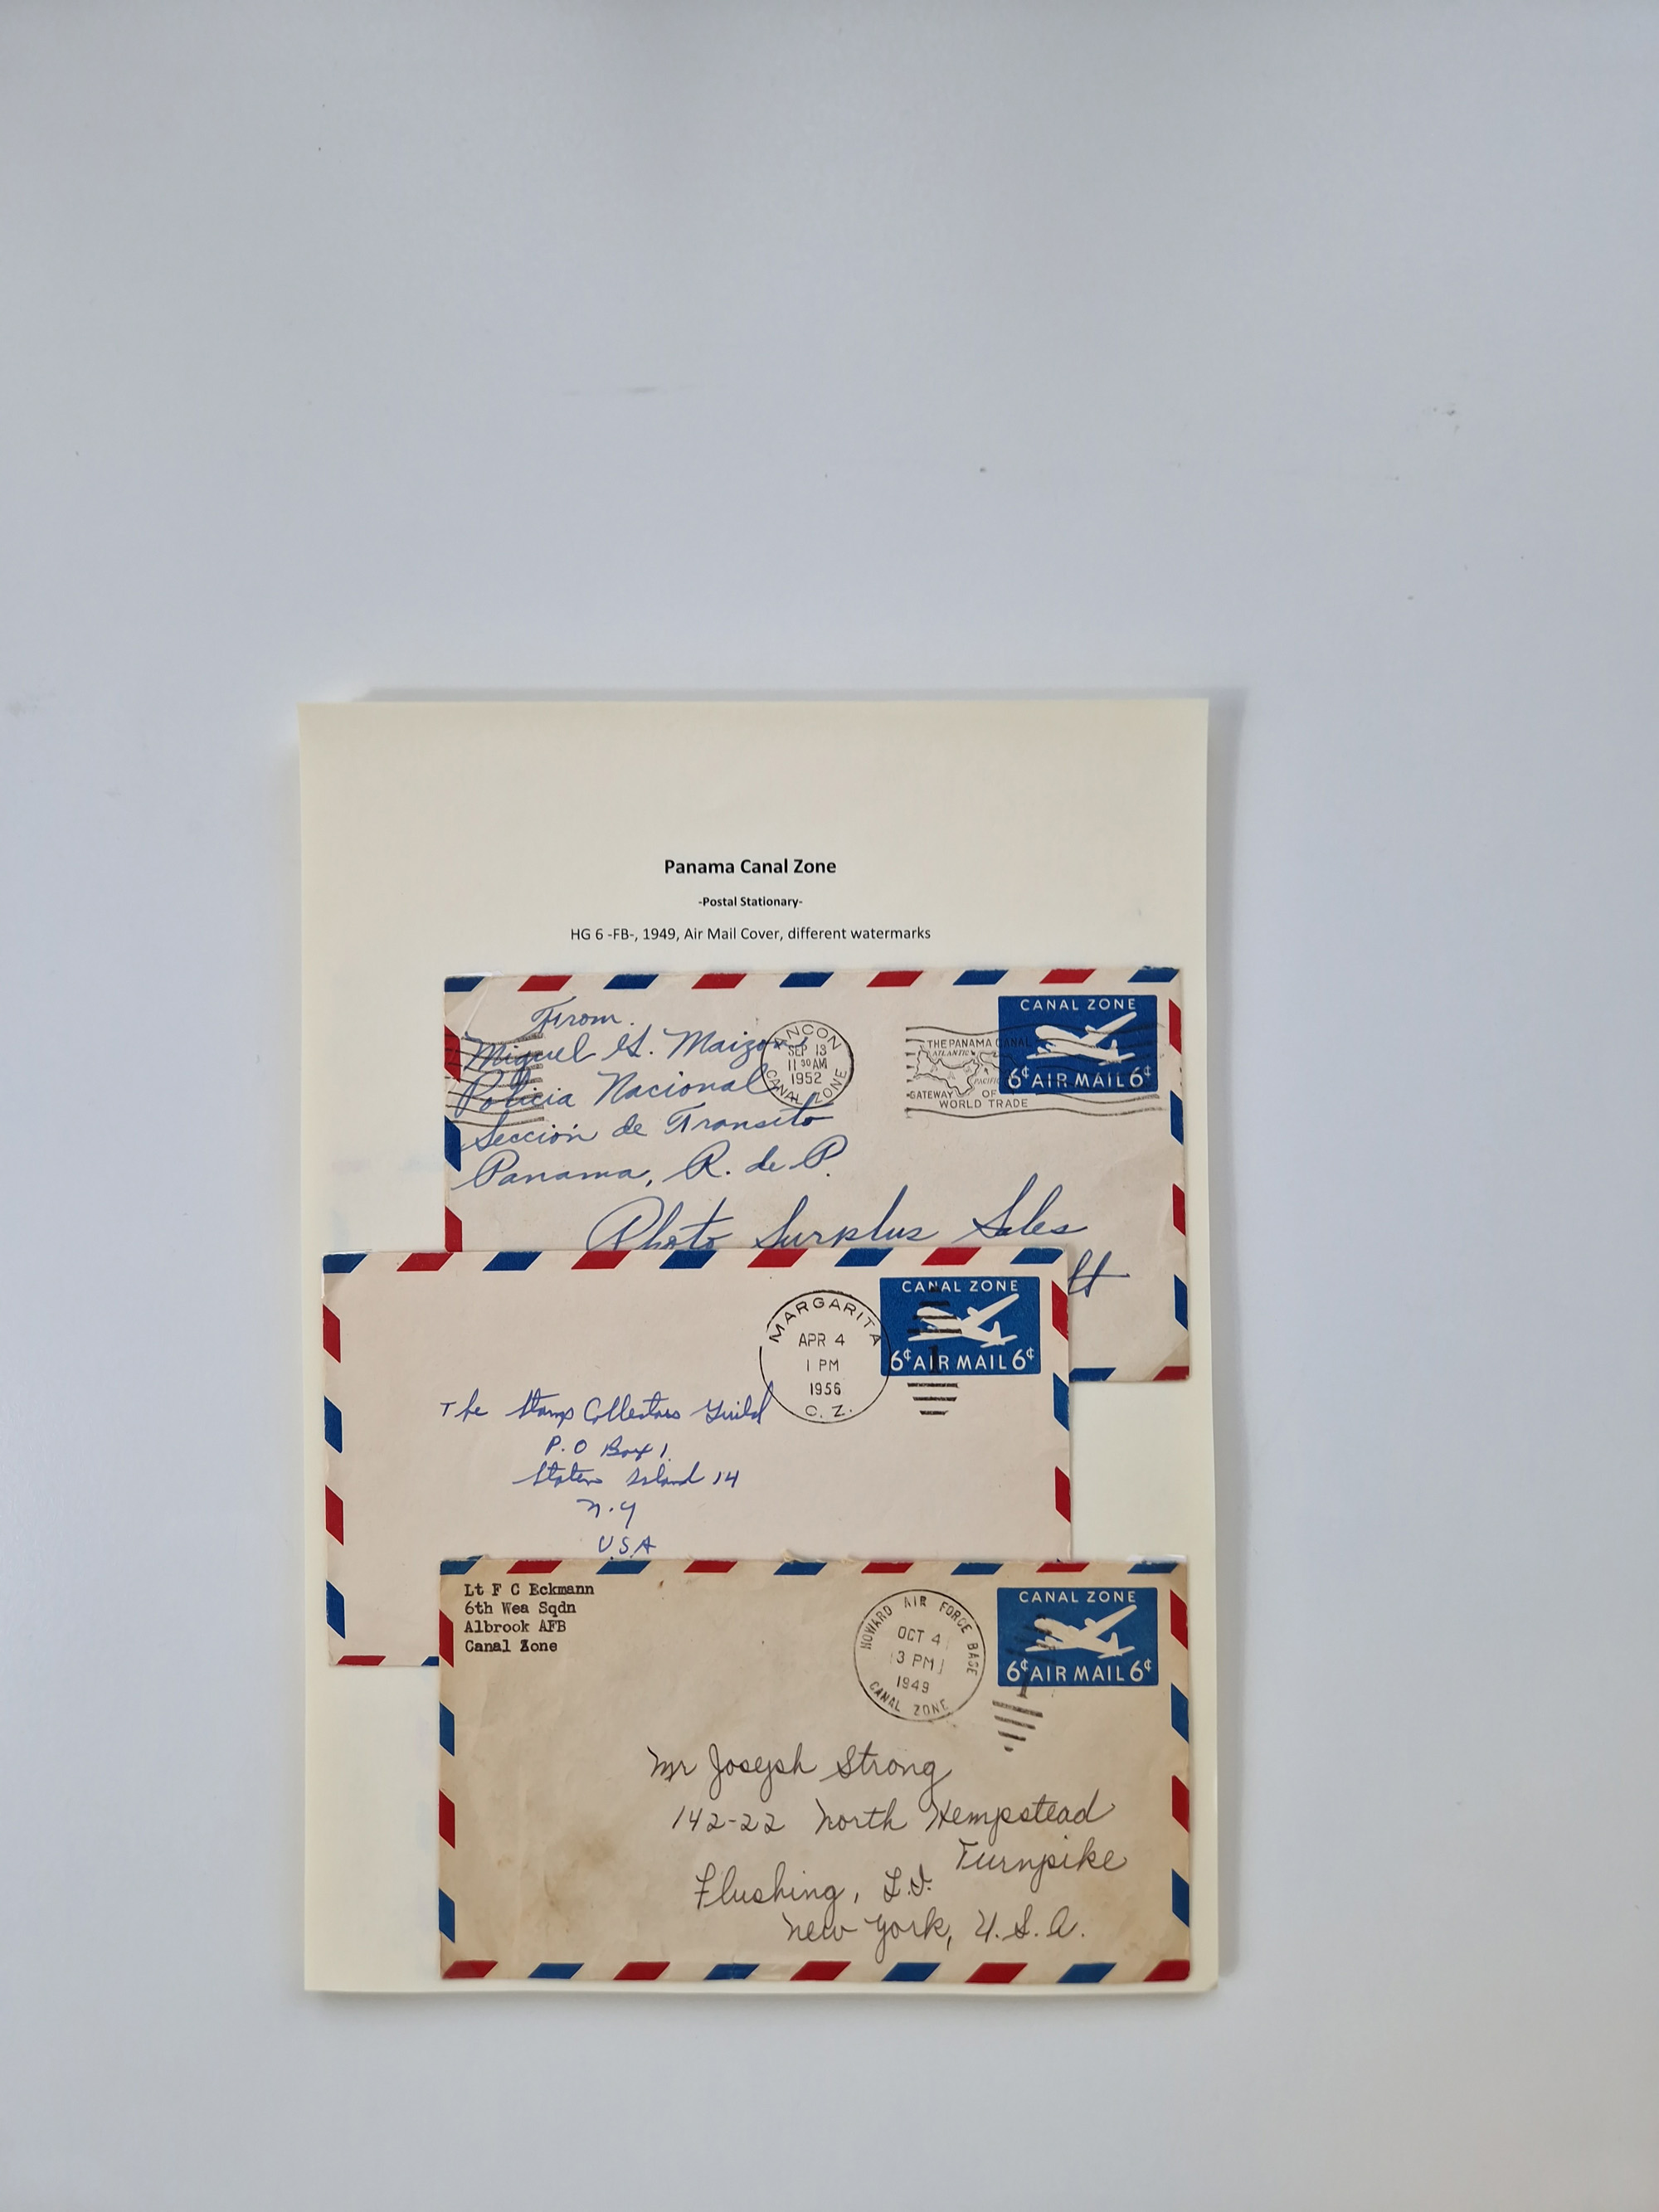 Panama Canal Zone
-Postal Stationary-
HG 6 -FB-, 1949, Air Mail Cover, different watermarks
From.
Miguel G. Maizo
Policia Nacional
Sección de Transito
Panama, R. de P.
ANCON
SEP 13
11 30 AM
1952
CANAL ZONE
THE PANAMA CANAL
ATLANTIC
PACIFIC
GATEWAY OF
WORLD TRADE
CANAL ZONE
6¢ AIR MAIL 6¢
Photo Surplus Sales
MARGARITA
APR 4
1 PM
1956
C. Z.
CANAL ZONE
6¢ AIR MAIL 6¢
The Stamp Collectors Guild
P.O Box 1
Staten Island 14
N.Y
USA
Lt F C Eckmann
6th Wea Sqdn
Albrook AFB
Canal Zone
HOWARD AIR FORCE BASE
OCT 4
3 PM
1949
CANAL ZONE
CANAL ZONE
6¢ AIR MAIL 6¢
Mr Joseph Strong
142-22 North Hempstead
Turnpike
Flushing, L.I.
New York, U.S.A.